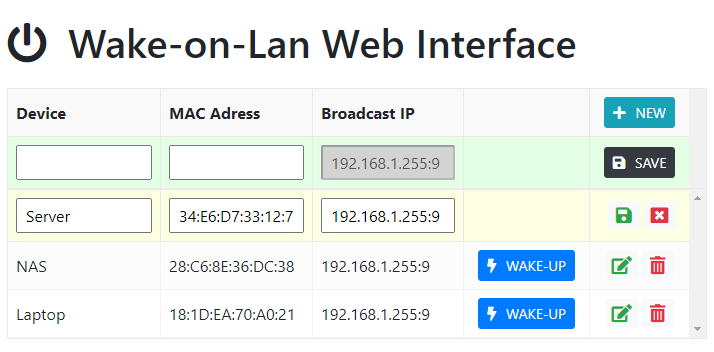 Wake-on-Lan Web Interface
Device MAC Adress Broadcast IP NEW
192.168.1.255:9 SAVE
Server 34:E6:D7:33:12:7 192.168.1.255:9
NAS 28:C6:8E:36:DC:38 192.168.1.255:9 WAKE-UP
Laptop 18:1D:EA:70:A0:21 192.168.1.255:9 WAKE-UP